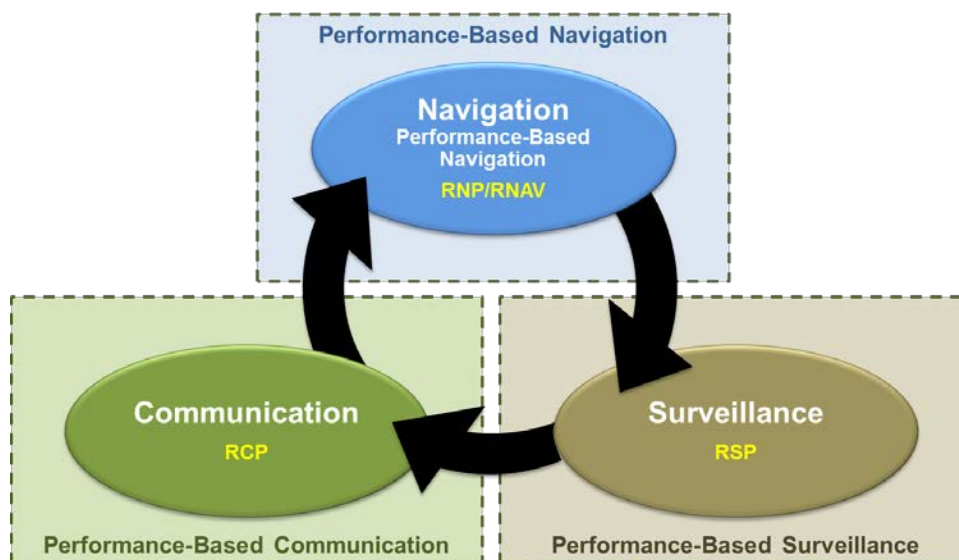 Performance-Based Navigation
Navigation
Performance-Based
Navigation
RNP/RNAV
Communication
RCP
Surveillance
RSP
Performance-Based Communication
Performance-Based Surveillance